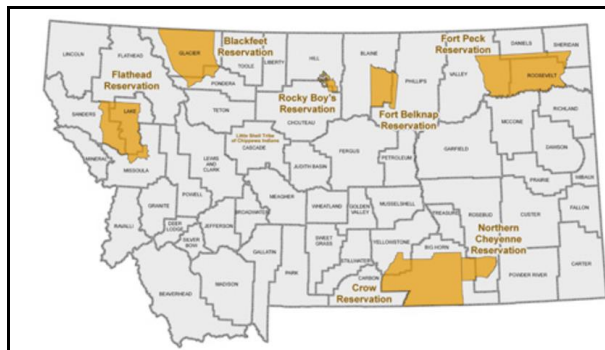 Blackfeet
Reservation
Fort Peck
Reservation
Flathead
Reservation
Rocky Boy's
Reservation
Fort Belknap
Reservation
Little Shell Tribe
of Chippewa Indians
Northern
Cheyenne
Reservation
Crow
Reservation
LINCOLN
FLATHEAD
GLACIER
TOOLE
LIBERTY
HILL
BLAINE
PHILLIPS
VALLEY
DANIELS
SHERIDAN
ROOSEVELT
PONDERA
TETON
CHOUTEAU
SANDERS
LAKE
MINERAL
MISSOULA
LEWIS
AND
CLARK
CASCADE
JUDITH BASIN
FERGUS
PETROLEUM
GARFIELD
MCCONE
RICHLAND
DAWSON
PRAIRIE
WIBAUX
POWELL
GRANITE
RAVALLI
DEER
LODGE
SILVER
BOW
JEFFERSON
BROADWATER
MEAGHER
WHEATLAND
GOLDEN
VALLEY
MUSSELSHELL
TREASURE
ROSEBUD
CUSTER
FALLON
GALLATIN
PARK
SWEET
GRASS
STILLWATER
YELLOWSTONE
BIG HORN
CARBON
POWDER RIVER
CARTER
BEAVERHEAD
MADISON